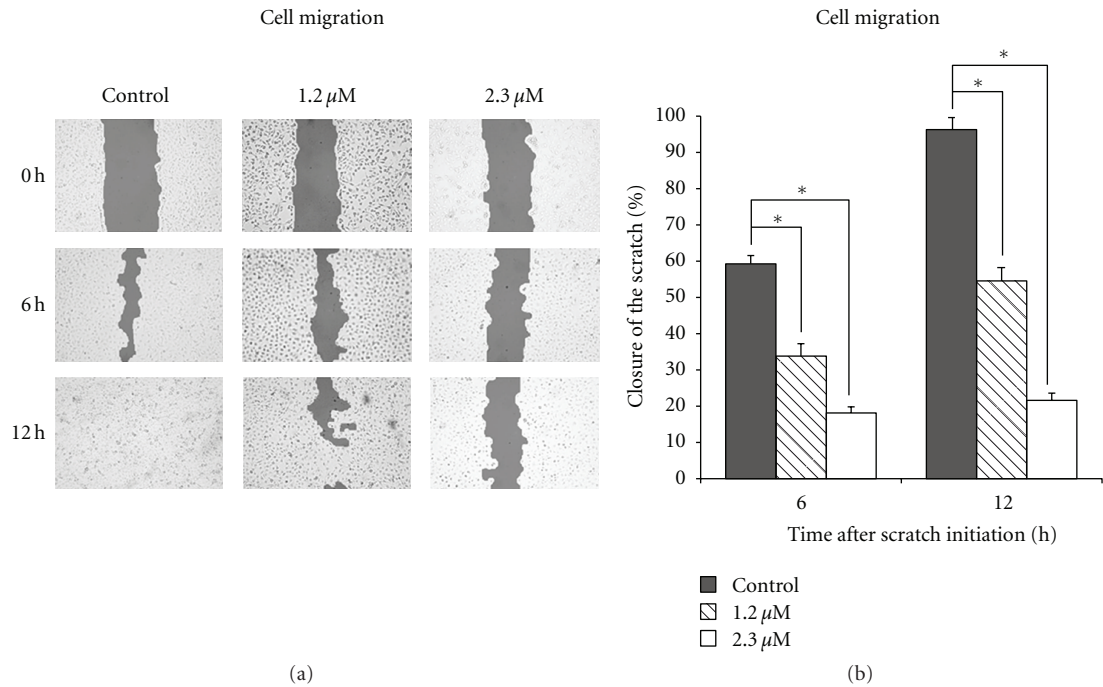 Cell migration
Control
1.2 µM
2.3 µM
0 h
6 h
12 h
(a)
Cell migration
Closure of the scratch (%)
100
90
80
70
60
50
40
30
20
10
0
*
*
*
*
6
12
Time after scratch initiation (h)
Control
1.2 µM
2.3 µM
(b)